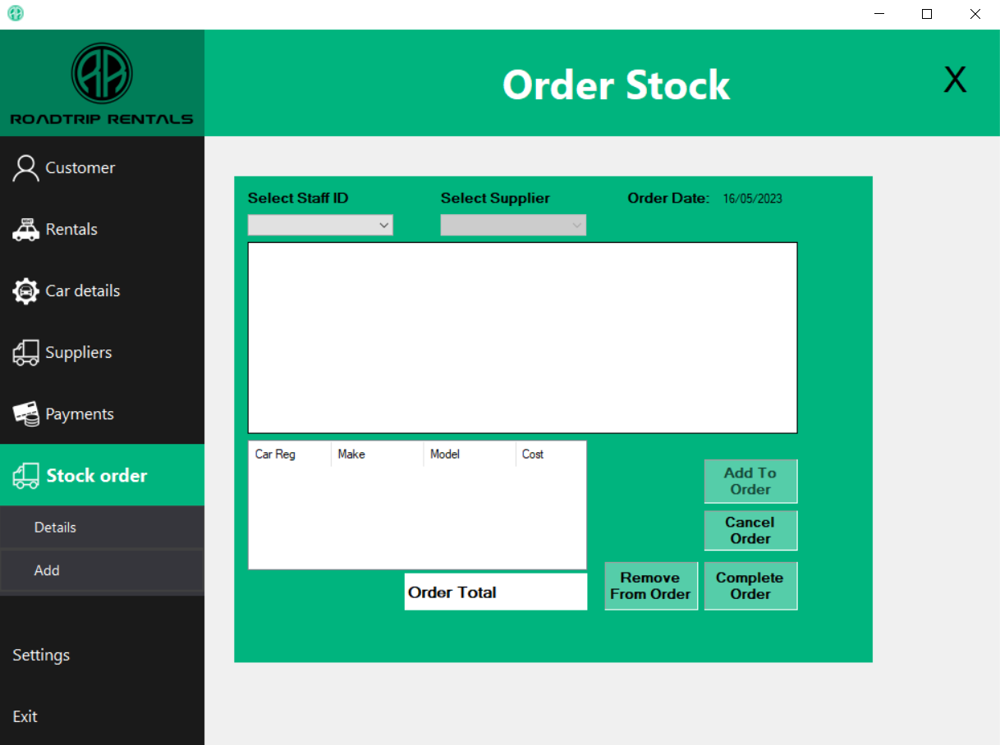 Order Stock
X
ROADTRIP RENTALS
Customer
Rentals
Car details
Suppliers
Payments
Stock order
Details
Add
Settings
Exit
Select Staff ID
Select Supplier
Order Date: 16/05/2023
Car Reg
Make
Model
Cost
Add To
Order
Cancel
Order
Remove
From Order
Complete
Order
Order Total